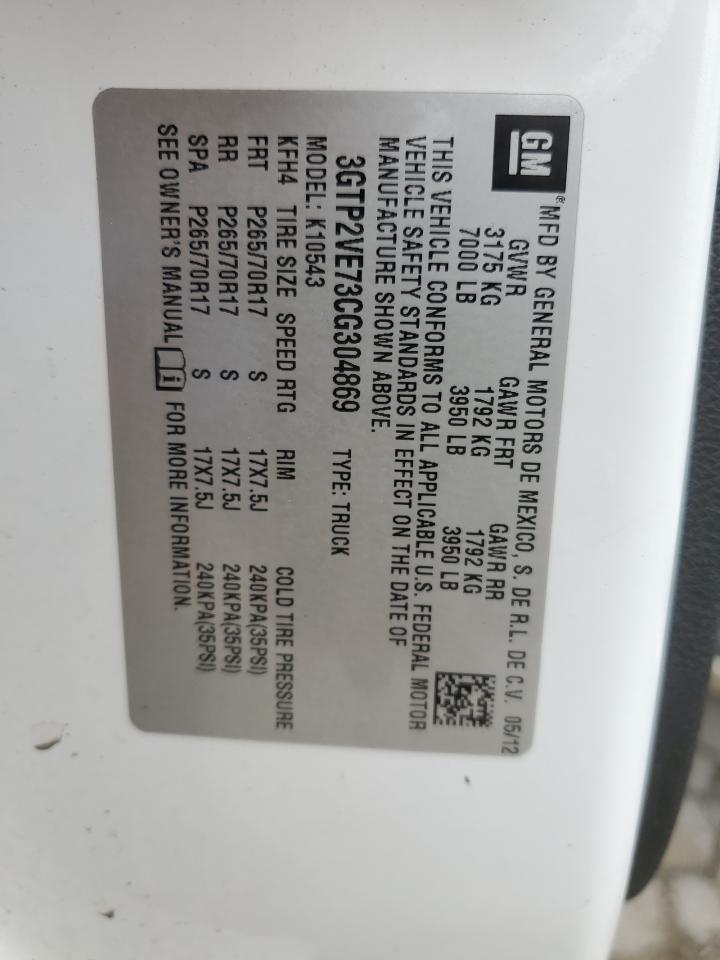 GM
® MFD BY GENERAL MOTORS DE MEXICO, S. DE R.L. DE C.V. 05/12
GVWR GAWR FRT GAWR RR
3175 KG 1792 KG 1792 KG
7000 LB 3950 LB 3950 LB
THIS VEHICLE CONFORMS TO ALL APPLICABLE U.S. FEDERAL MOTOR
VEHICLE SAFETY STANDARDS IN EFFECT ON THE DATE OF
MANUFACTURE SHOWN ABOVE.
3GTP2VE73CG304869 TYPE: TRUCK
MODEL: K10543
KFH4 TIRE SIZE SPEED RTG RIM COLD TIRE PRESSURE
FRT P265/70R17 S 17X7.5J 240KPA(35PSI)
RR P265/70R17 S 17X7.5J 240KPA(35PSI)
SPA P265/70R17 S 17X7.5J 240KPA(35PSI)
SEE OWNER'S MANUAL i FOR MORE INFORMATION.